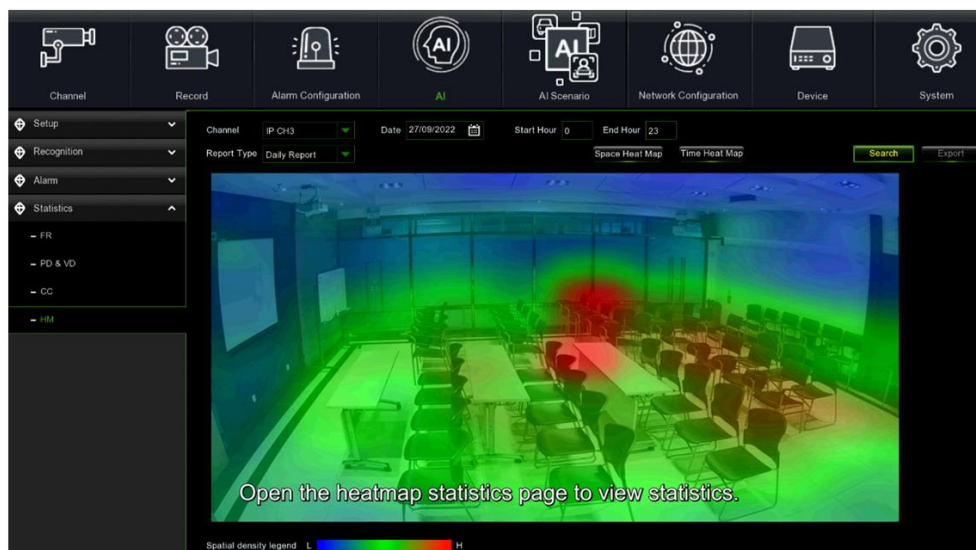 AI
AI
Channel
Record
Alarm Configuration
AI
AI Scenario
Network Configuration
Device
System
Setup
Recognition
Alarm
Statistics
FR
PD & VD
CC
HM
Channel IP CH3 Date 27/09/2022 Start Hour 0 End Hour 23
Report Type Daily Report Space Heat Map Time Heat Map Search Export
Open the heatmap statistics page to view statistics.
Spatial density legend L H